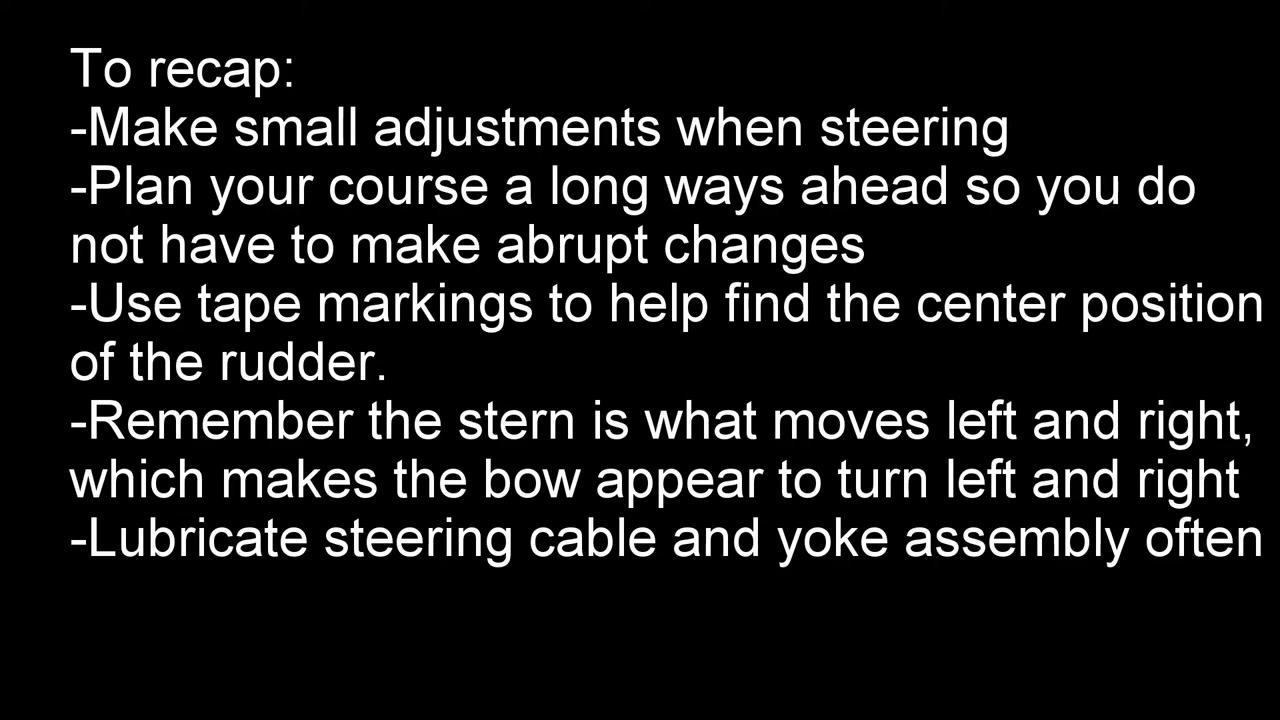 To recap:
-Make small adjustments when steering
-Plan your course a long ways ahead so you do
not have to make abrupt changes
-Use tape markings to help find the center position
of the rudder.
-Remember the stern is what moves left and right,
which makes the bow appear to turn left and right
-Lubricate steering cable and yoke assembly often